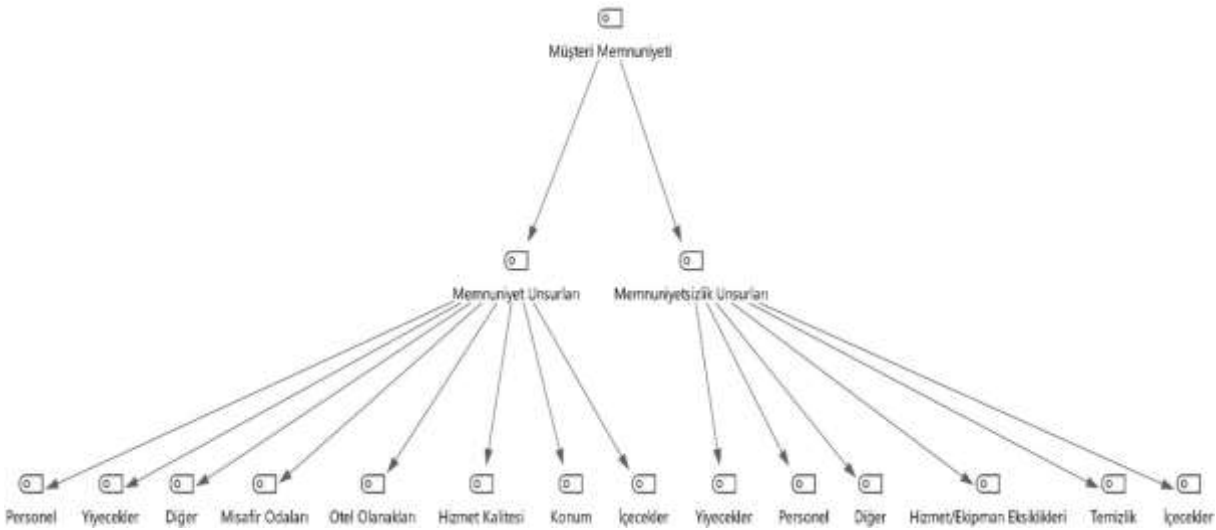 Müşteri Memnuniyeti
Memnuniyet Unsurları Memnuniyetsizlik Unsurları
Personel Yiyecekler Diğer Misafir Odaları Otel Olanakları Hizmet Kalitesi Konum İçecekler Yiyecekler Personel Diğer Hizmet/Ekipman Eksiklikleri Temizlik İçecekler